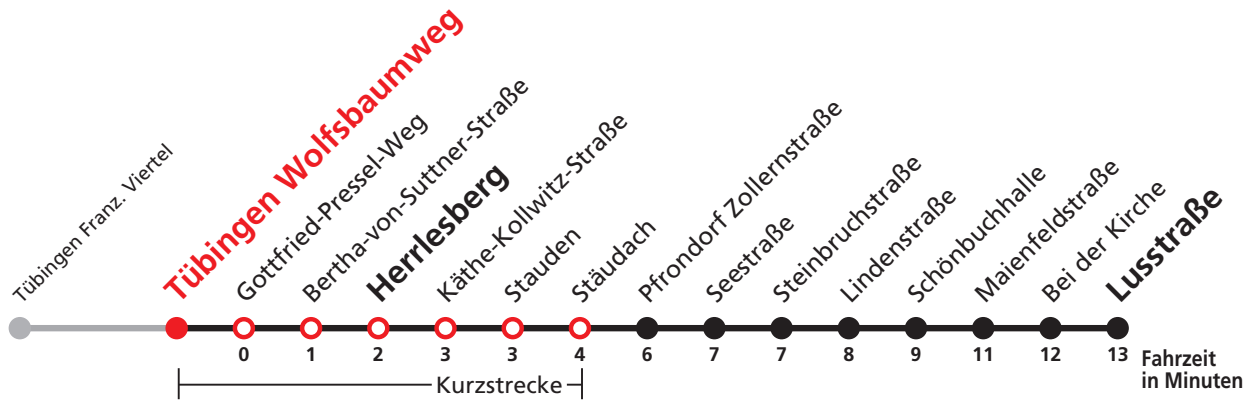 Tübingen Franz. Viertel
Tübingen Wolfsbaumweg
Gottfried-Pressel-Weg
Bertha-von-Suttner-Straße
Herrlesberg
Käthe-Kollwitz-Straße
Stauden
Stäudach
Pfrondorf Zollernstraße
Seestraße
Steinbruchstraße
Lindenstraße
Schönbuchhalle
Maienfeldstraße
Bei der Kirche
Lusstraße
0 1 2 3 3 4 6 7 7 8 9 11 12 13
Fahrzeit
in Minuten
Kurzstrecke